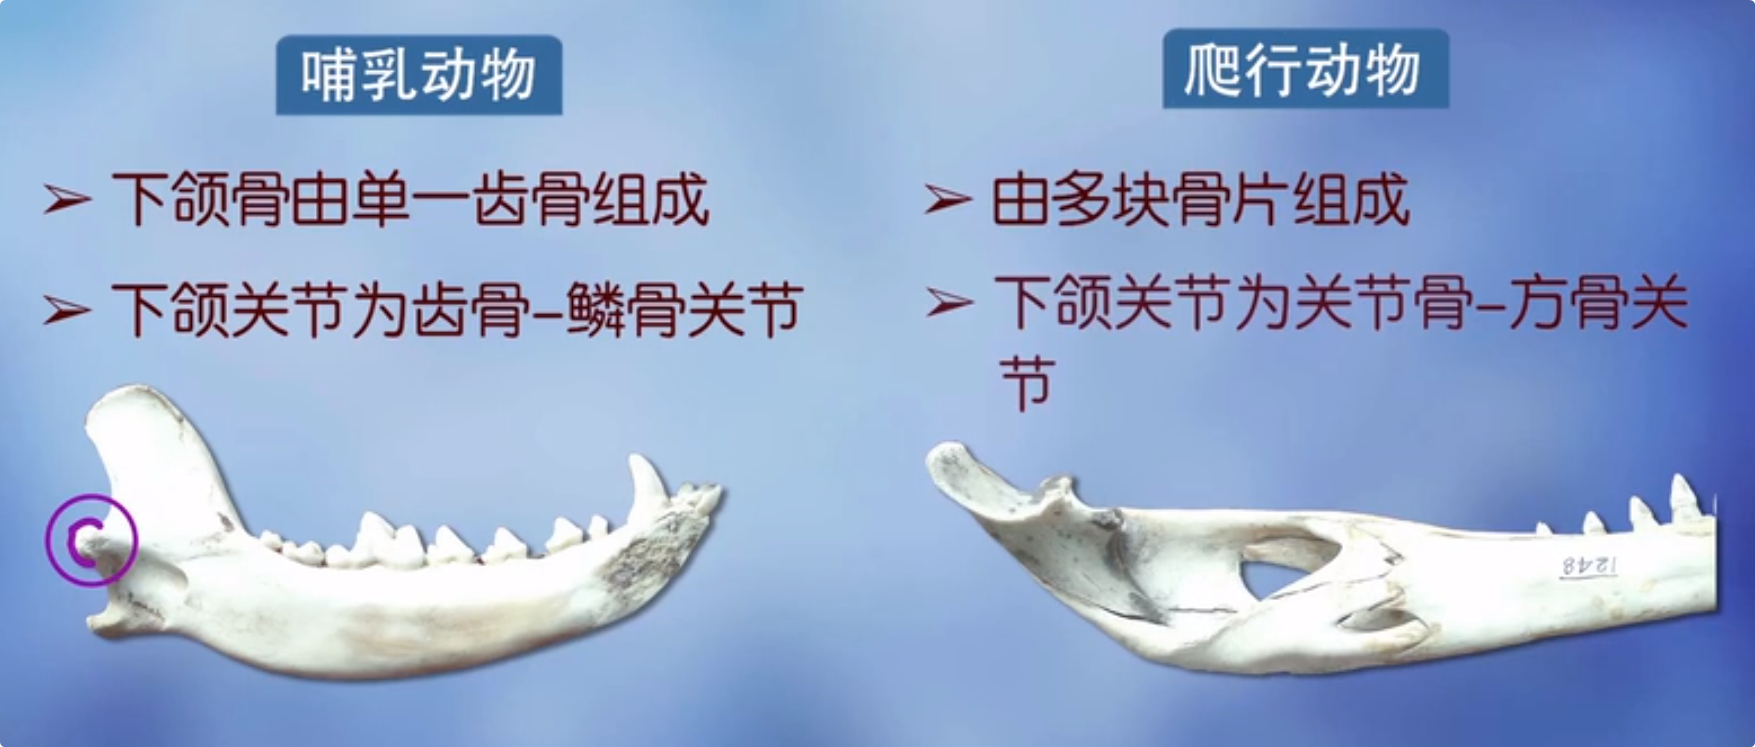 哺乳动物
➢ 下颌骨由单一齿骨组成
➢ 下颌关节为齿骨-鳞骨关节
C
爬行动物
➢ 由多块骨片组成
➢ 下颌关节为关节骨-方骨关
节
1248